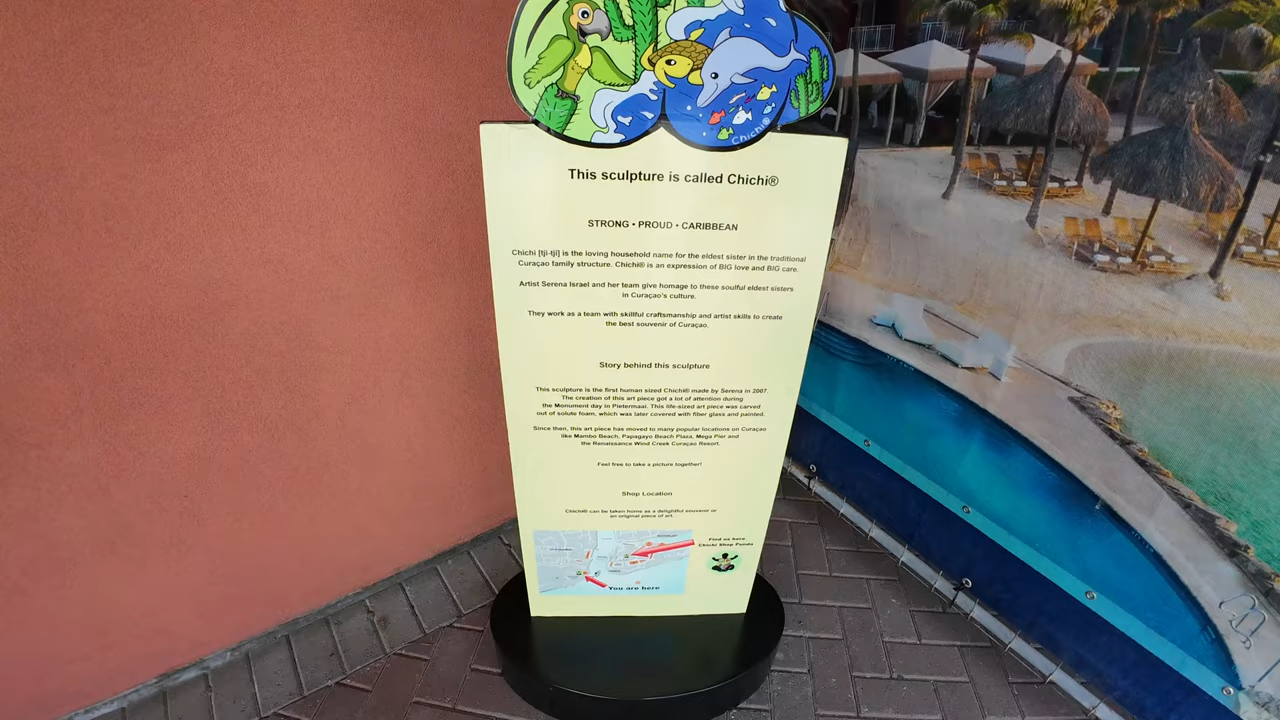 Chichi®
This sculpture is called Chichi®
STRONG • PROUD • CARIBBEAN
Chichi [tji-tji] is the loving household name for the eldest sister in the traditional
Curaçao family structure. Chichi® is an expression of BIG love and BIG care.
Artist Serena Israel and her team give homage to these soulful eldest sisters
in Curaçao's culture.
They work as a team with skillful craftsmanship and artist skills to create
the best souvenir of Curaçao.
Story behind this sculpture
This sculpture is the first human sized Chichi® made by Serena in 2007.
The creation of this art piece got a lot of attention during
the Monument day in Pietermaai. This life-sized art piece was carved
out of solute foam, which was later covered with fiber glass and painted.
Since then, this art piece has moved to many popular locations on Curaçao
like Mambo Beach, Papagayo Beach Plaza, Mega Pier and
the Renaissance Wind Creek Curaçao Resort.
Feel free to take a picture together!
Shop Location
Chichi® can be taken home as a delightful souvenir or
an original piece of art.
Find us here
Chichi Shop Punda
You are here